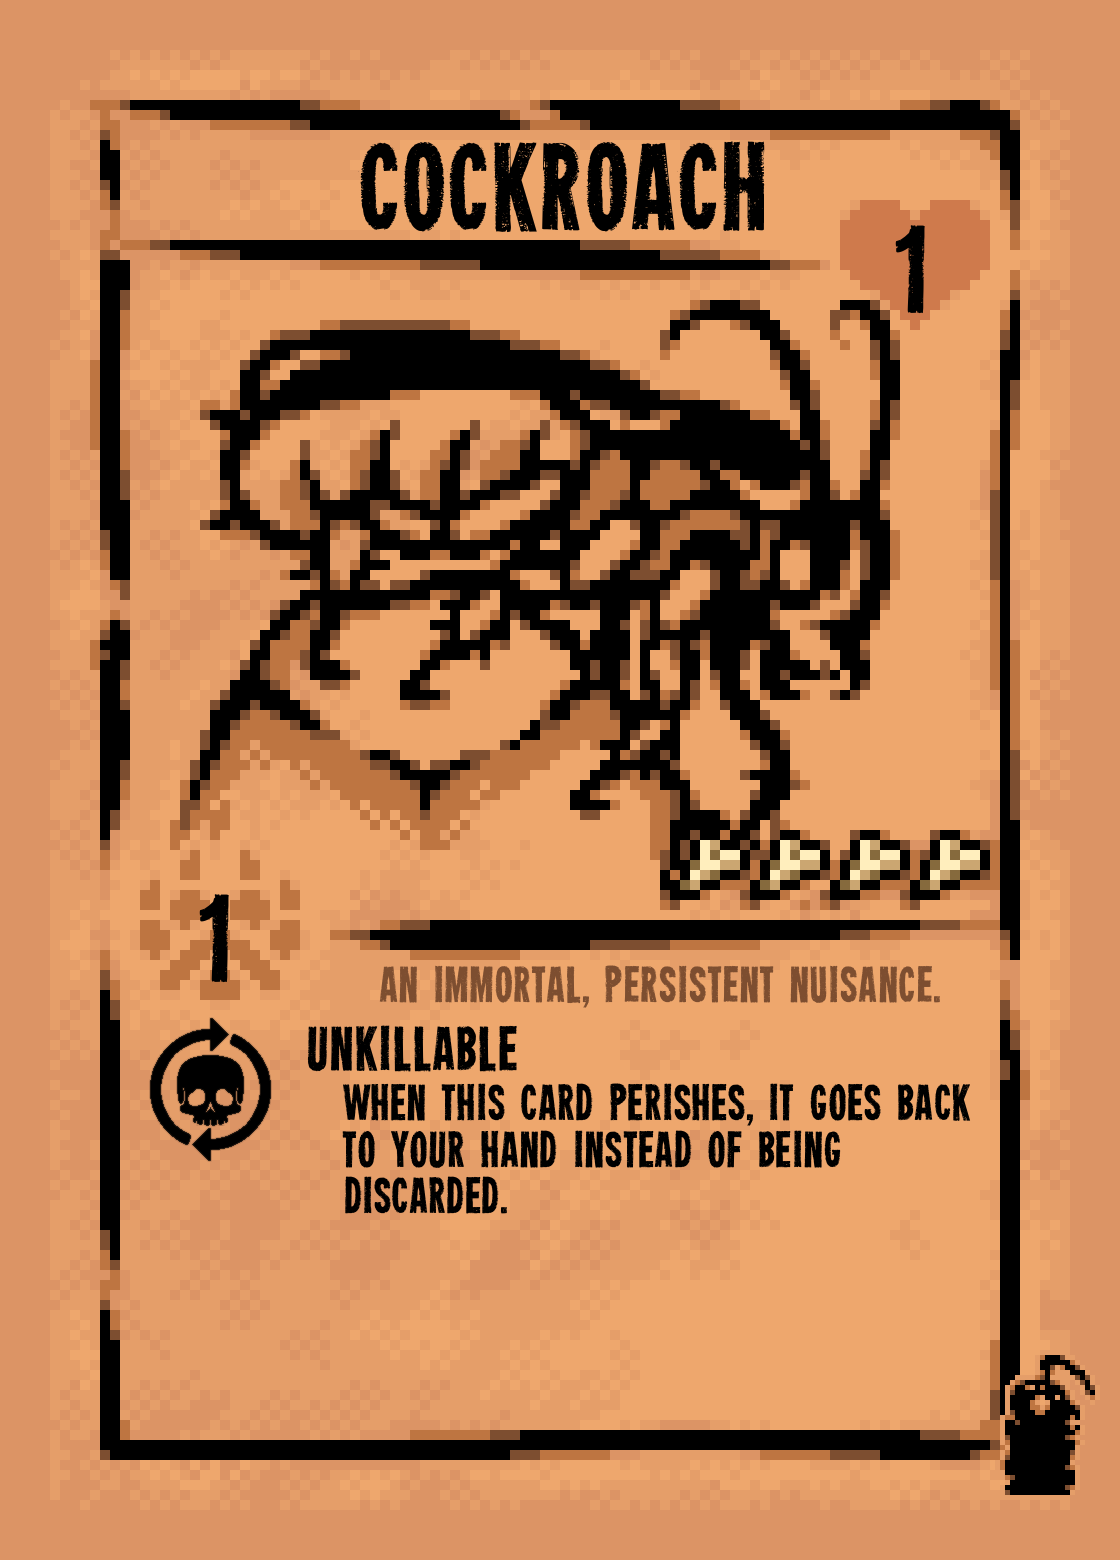 COCKROACH
1
1
AN IMMORTAL, PERSISTENT NUISANCE.
UNKILLABLE
WHEN THIS CARD PERISHES, IT GOES BACK
TO YOUR HAND INSTEAD OF BEING
DISCARDED.